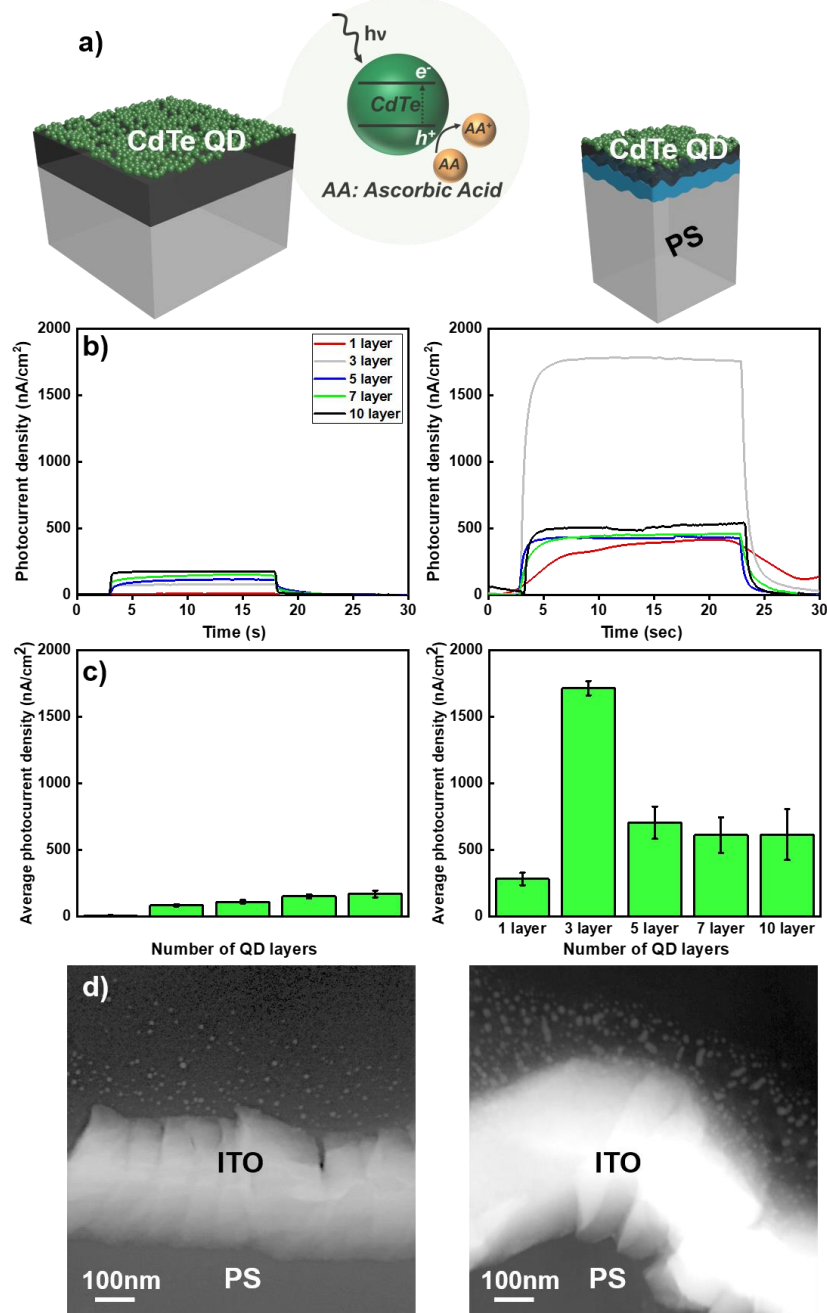 a)
hν
e-
CdTe
h+
AA+
AA
AA: Ascorbic Acid
CdTe QD
CdTe QD
PS
b)
2000
1500
1000
500
0
Photocurrent density (nA/cm2)
1 layer
3 layer
5 layer
7 layer
10 layer
0 5 10 15 20 25 30
Time (s)
2000
1500
1000
500
0
Photocurrent density (nA/cm2)
0 5 10 15 20 25 30
Time (sec)
c)
2000
1500
1000
500
0
Average photocurrent density (nA/cm2)
Number of QD layers
2000
1500
1000
500
0
Average photocurrent density (nA/cm2)
1 layer 3 layer 5 layer 7 layer 10 layer
Number of QD layers
d)
ITO
PS
100nm
ITO
PS
100nm